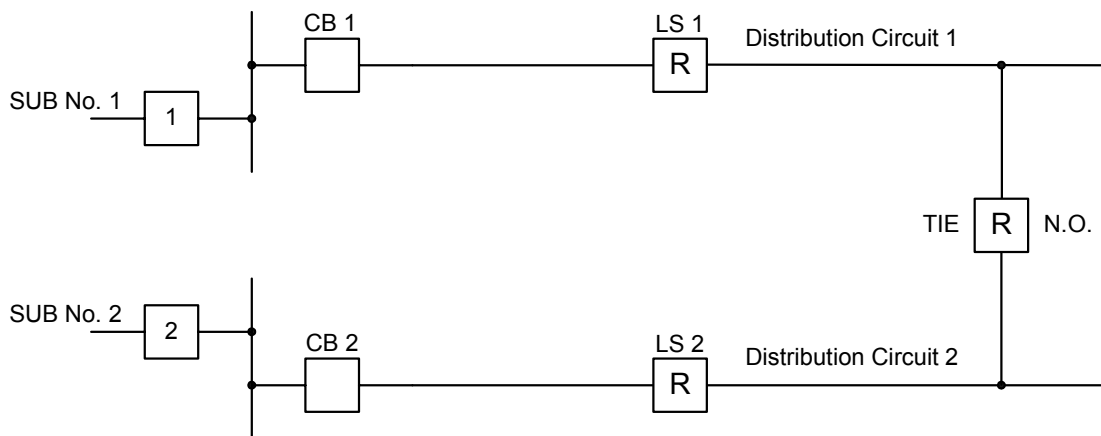 CB 1
LS 1
Distribution Circuit 1
R
SUB No. 1
1
TIE
R
N.O.
SUB No. 2
2
CB 2
LS 2
Distribution Circuit 2
R